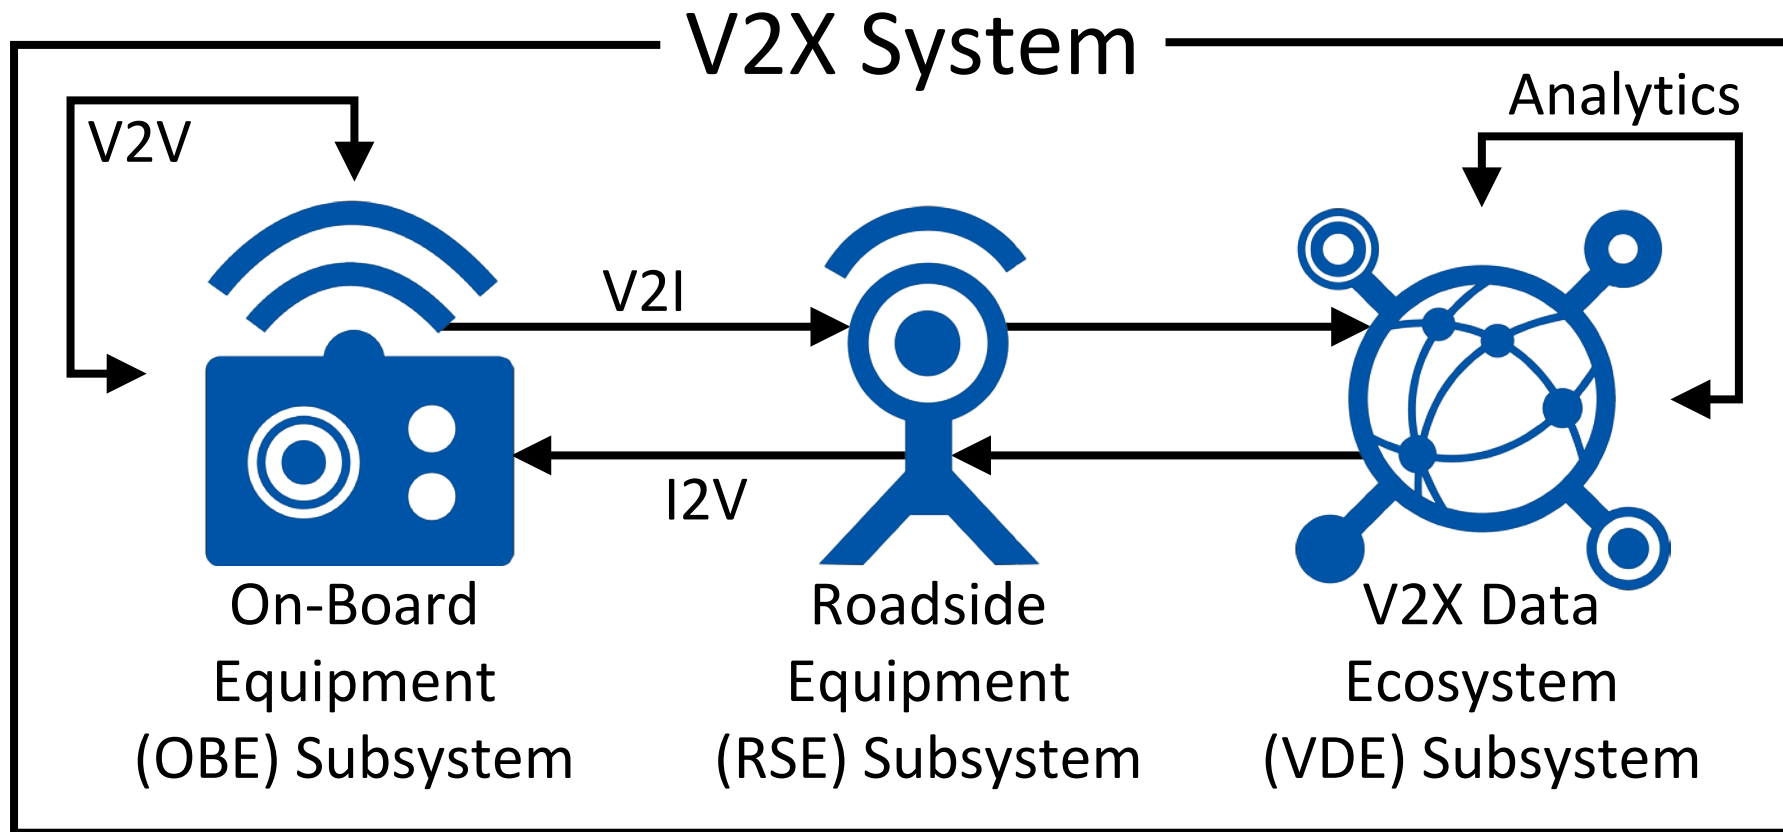 V2X System
Analytics
V2V
V2I
I2V
On-Board
Equipment
(OBE) Subsystem
Roadside
Equipment
(RSE) Subsystem
V2X Data
Ecosystem
(VDE) Subsystem